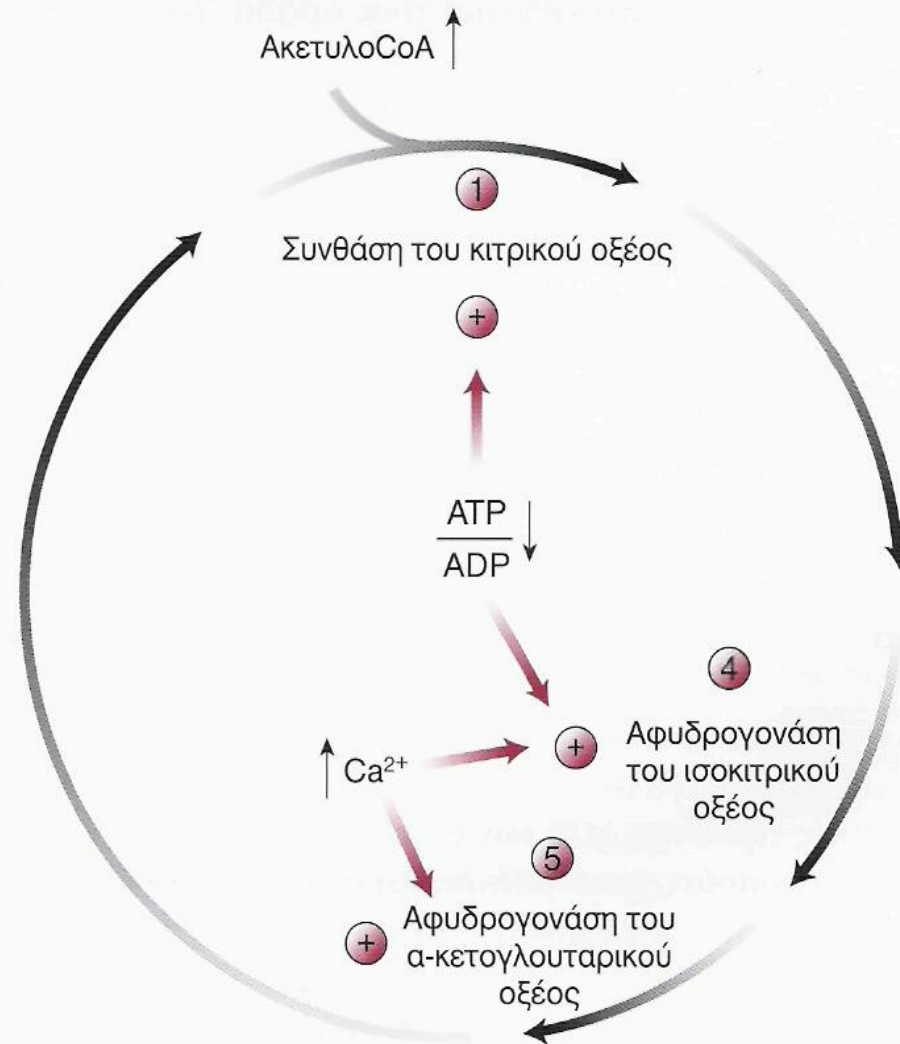 ΑκετυλοCoA ↑
1
Συνθάση του κιτρικού οξέος
+
ATP
ADP ↓
4
Αφυδρογονάση
του ισοκιτρικού
οξέος
+
↑ Ca²⁺
5
Αφυδρογονάση του
α-κετογλουταρικού
οξέος
+